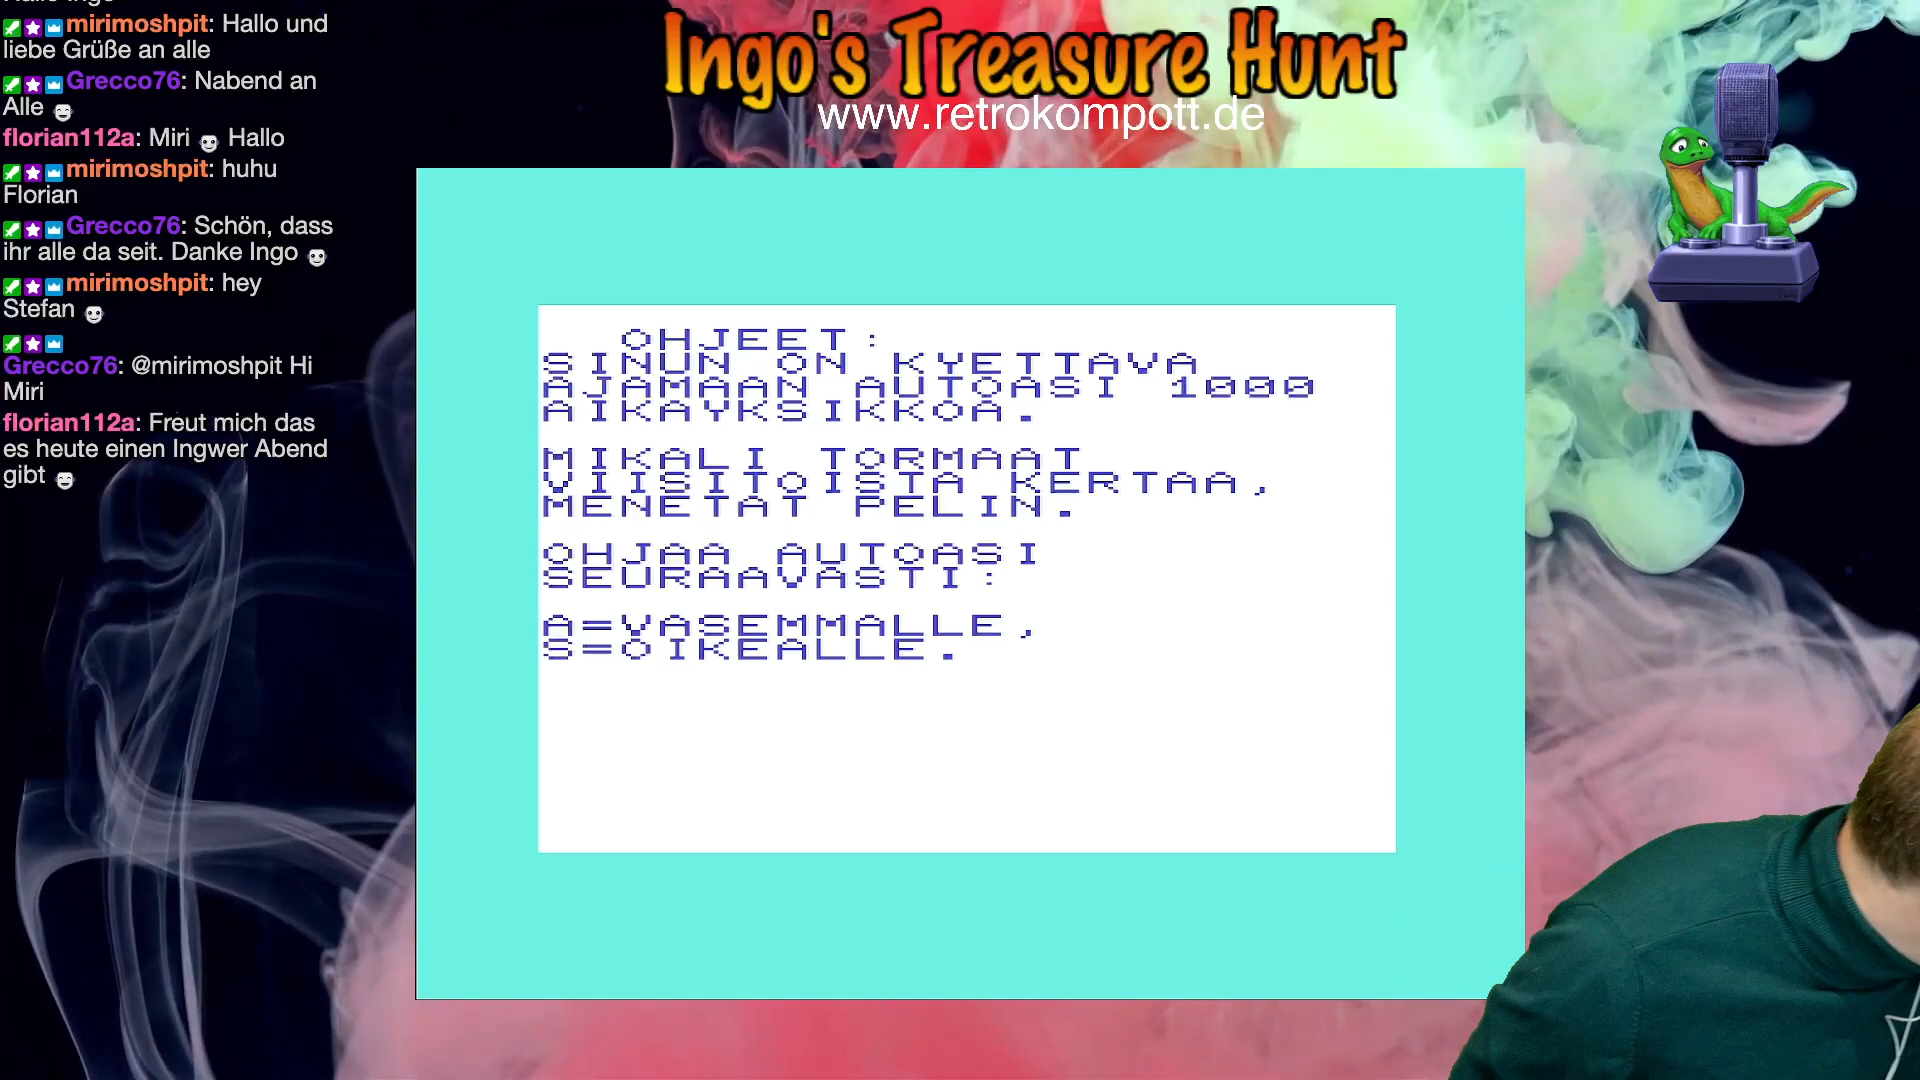 mirimoshpit: Hallo und
liebe Grüße an alle
Grecco76: Nabend an
Alle
florian112a: Miri Hallo
mirimoshpit: huhu
Florian
Grecco76: Schön, dass
ihr alle da seit. Danke Ingo
mirimoshpit: hey
Stefan
Grecco76: @mirimoshpit Hi
Miri
florian112a: Freut mich das
es heute einen Ingwer Abend
gibt
Ingo's Treasure Hunt
www.retrokompott.de
OHJEET:
SINUN ON KYETTAVA
AJAMAAN AUTOASI 1000
AIKAYKSIKKOA.
MIKALI TORMAAT
VIISITOISTA KERTAA,
MENETAT PELIN.
OHJAA AUTOASI
SEURAAVASTI:
A=VASEMMALLE,
S=OIKEALLE.